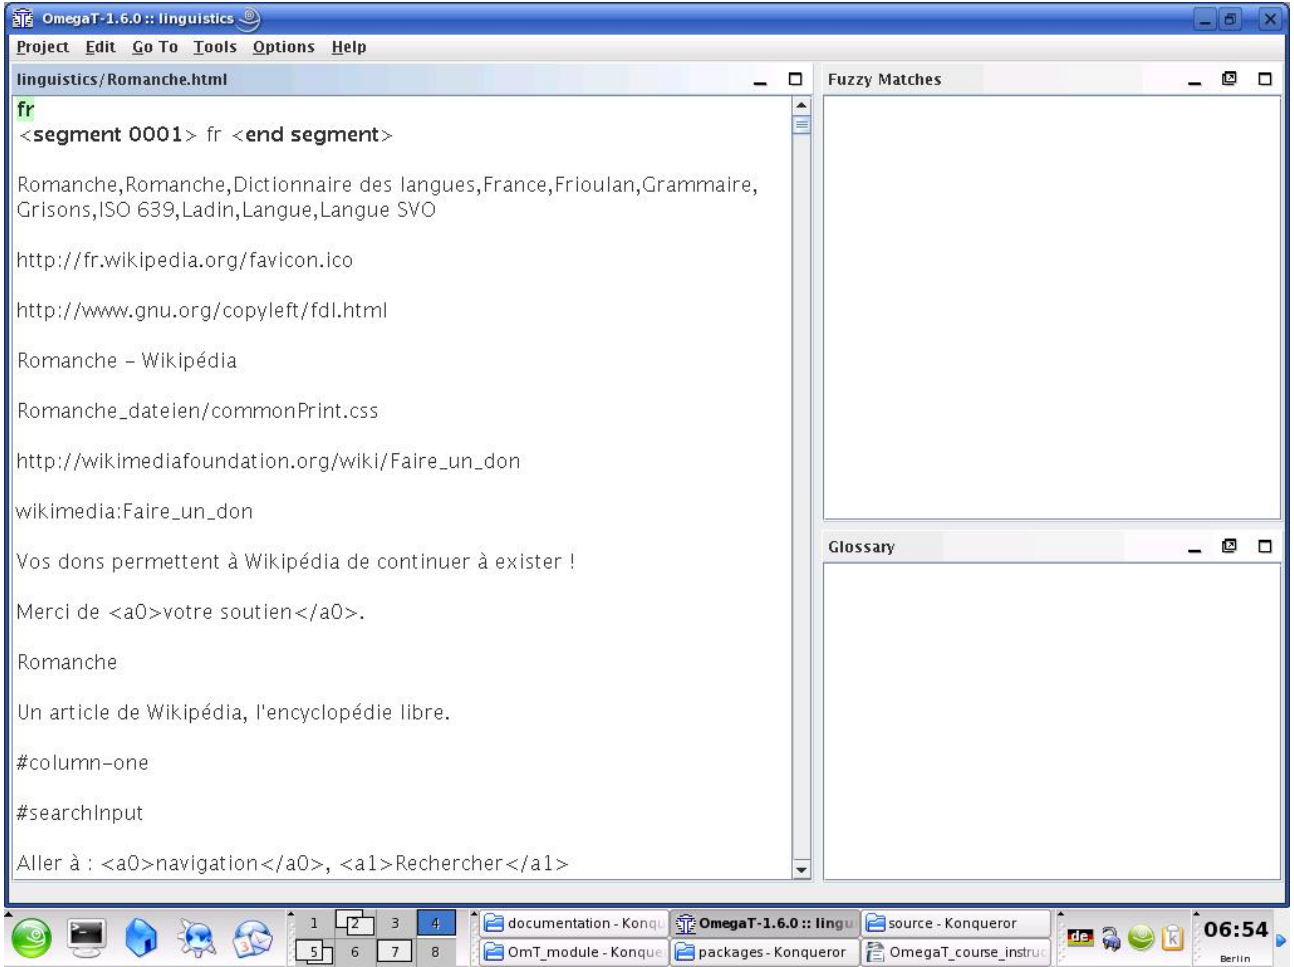 OmegaT-1.6.0 :: linguistics
Project Edit Go To Tools Options Help
linguistics/Romanche.html
fr
<segment 0001> fr <end segment>
Romanche,Romanche,Dictionnaire des langues,France,Frioulan,Grammaire,
Grisons,ISO 639,Ladin,Langue,Langue SVO
http://fr.wikipedia.org/favicon.ico
http://www.gnu.org/copyleft/fdl.html
Romanche – Wikipédia
Romanche_dateien/commonPrint.css
http://wikimediafoundation.org/wiki/Faire_un_don
wikimedia:Faire_un_don
Vos dons permettent à Wikipédia de continuer à exister !
Merci de <a0>votre soutien</a0>.
Romanche
Un article de Wikipédia, l'encyclopédie libre.
#column-one
#searchInput
Aller à : <a0>navigation</a0>, <a1>Rechercher</a1>
Fuzzy Matches
Glossary
1 2 3 4
5 6 7 8
documentation - Konqu OmegaT-1.6.0 :: lingu source - Konqueror
OmT_module - Konque packages - Konqueror OmegaT_course_instruc
de
06:54
Berlin